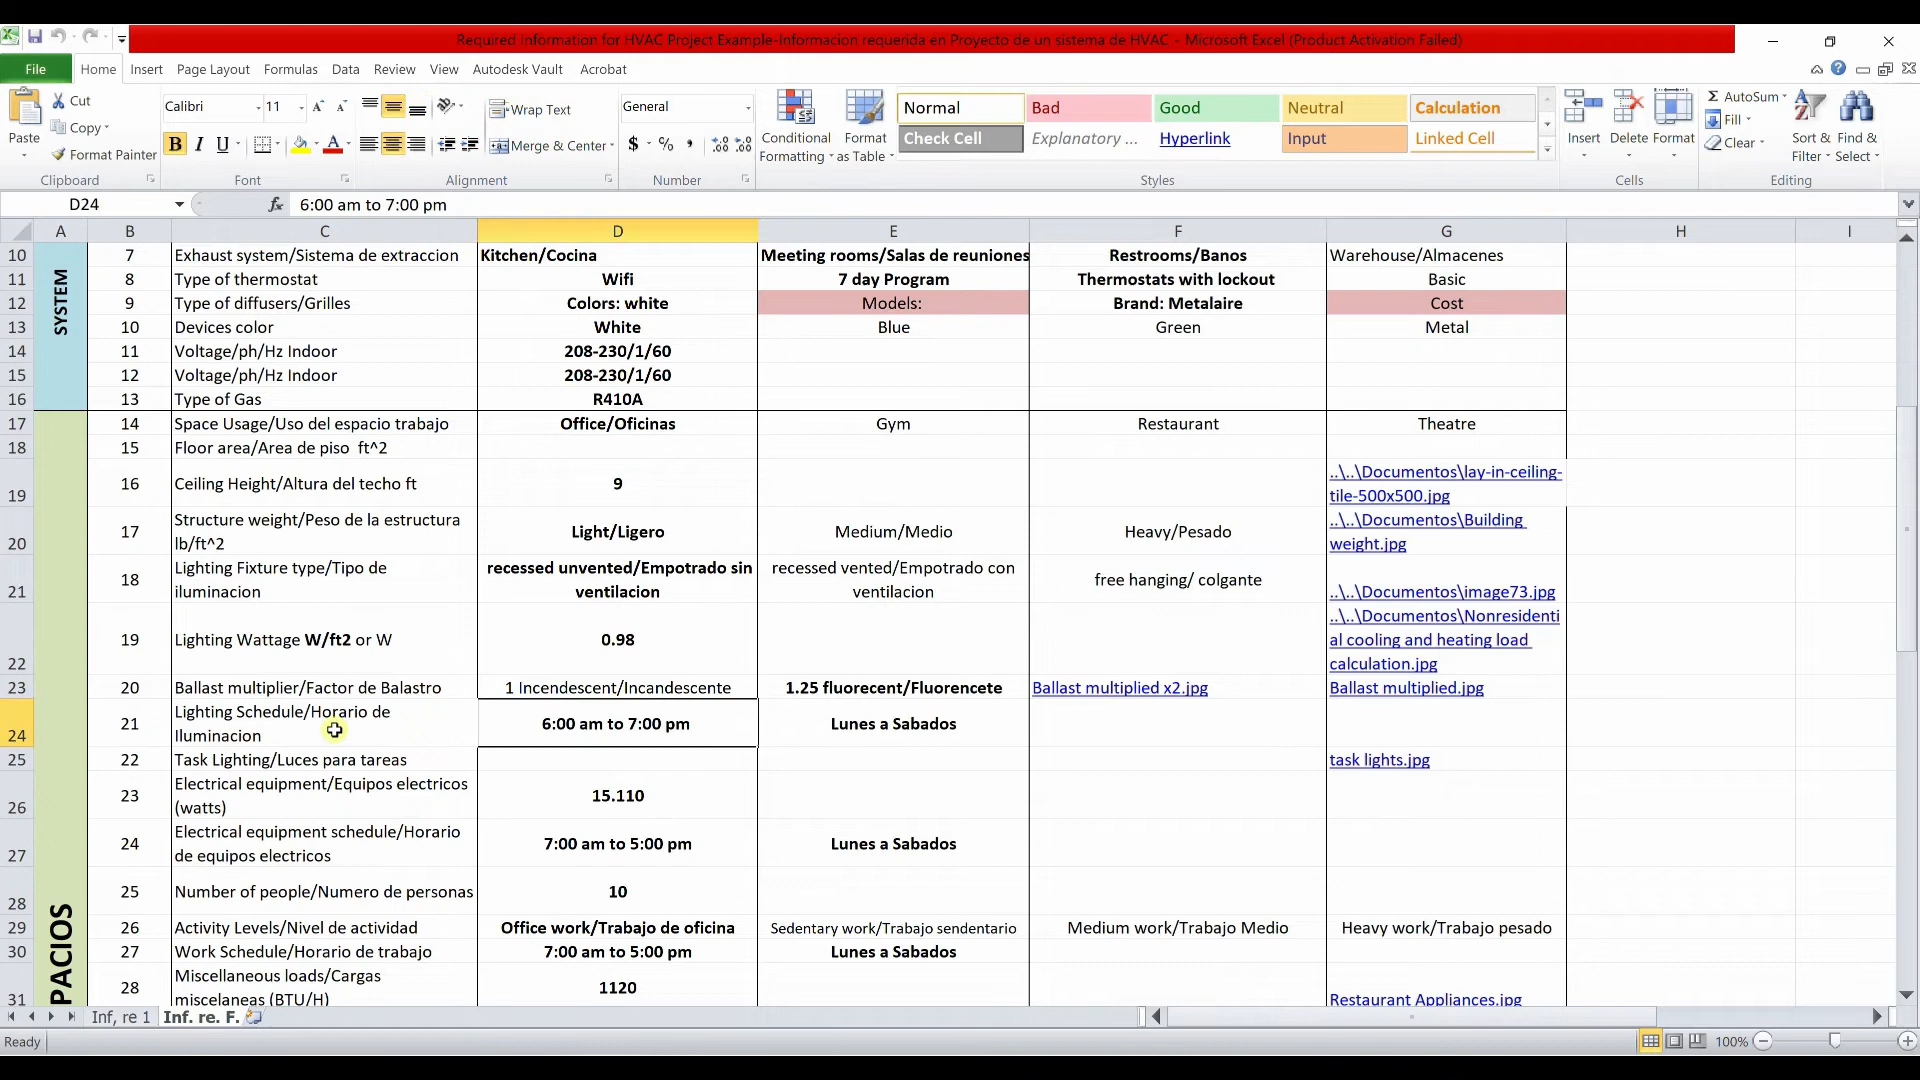 Required Information for HVAC Project Example-Informacion requerida en Proyecto de un sistema de HVAC - Microsoft Excel (Product Activation Failed)
File Home Insert Page Layout Formulas Data Review View Autodesk Vault Acrobat
Paste
Cut
Copy
Format Painter
Clipboard
Calibri 11
B I U
Font
Wrap Text
Merge & Center
Alignment
General
$ % ,
Number
Conditional Formatting
Format as Table
Normal Bad Good Neutral Calculation
Check Cell Explanatory ... Hyperlink Input Linked Cell
Styles
Insert Delete Format
Cells
Σ AutoSum
Fill
Clear
Sort & Filter
Find & Select
Editing
D24 fx 6:00 am to 7:00 pm
A B C D E F G H I
SYSTEM
10 7 Exhaust system/Sistema de extraccion Kitchen/Cocina Meeting rooms/Salas de reuniones Restrooms/Banos Warehouse/Almacenes
11 8 Type of thermostat Wifi 7 day Program Thermostats with lockout Basic
12 9 Type of diffusers/Grilles Colors: white Models: Brand: Metalaire Cost
13 10 Devices color White Blue Green Metal
14 11 Voltage/ph/Hz Indoor 208-230/1/60
15 12 Voltage/ph/Hz Indoor 208-230/1/60
16 13 Type of Gas R410A
17 14 Space Usage/Uso del espacio trabajo Office/Oficinas Gym Restaurant Theatre
18 15 Floor area/Area de piso ft^2
19 16 Ceiling Height/Altura del techo ft 9 ..\..\Documentos\lay-in-ceiling-
tile-500x500.jpg
20 17 Structure weight/Peso de la estructura
lb/ft^2 Light/Ligero Medium/Medio Heavy/Pesado ..\..\Documentos\Building
weight.jpg
21 18 Lighting Fixture type/Tipo de
iluminacion recessed unvented/Empotrado sin
ventilacion recessed vented/Empotrado con
ventilacion free hanging/ colgante ..\..\Documentos\image73.jpg
22 19 Lighting Wattage W/ft2 or W 0.98 ..\..\Documentos\Nonresidenti
al cooling and heating load
calculation.jpg
23 20 Ballast multiplier/Factor de Balastro 1 Incendescent/Incandescente 1.25 fluorecent/Fluorencete Ballast multiplied x2.jpg Ballast multiplied.jpg
24 21 Lighting Schedule/Horario de
Iluminacion 6:00 am to 7:00 pm Lunes a Sabados
25 22 Task Lighting/Luces para tareas task lights.jpg
26 23 Electrical equipment/Equipos electricos
(watts) 15.110
27 24 Electrical equipment schedule/Horario
de equipos electricos 7:00 am to 5:00 pm Lunes a Sabados
28 25 Number of people/Numero de personas 10
29 26 Activity Levels/Nivel de actividad Office work/Trabajo de oficina Sedentary work/Trabajo sendentario Medium work/Trabajo Medio Heavy work/Trabajo pesado
30 27 Work Schedule/Horario de trabajo 7:00 am to 5:00 pm Lunes a Sabados
31 28 Miscellaneous loads/Cargas
miscelaneas (BTU/H) 1120 Restaurant Appliances.jpg
PACIOS
Inf, re 1 Inf. re. F.
Ready 100%